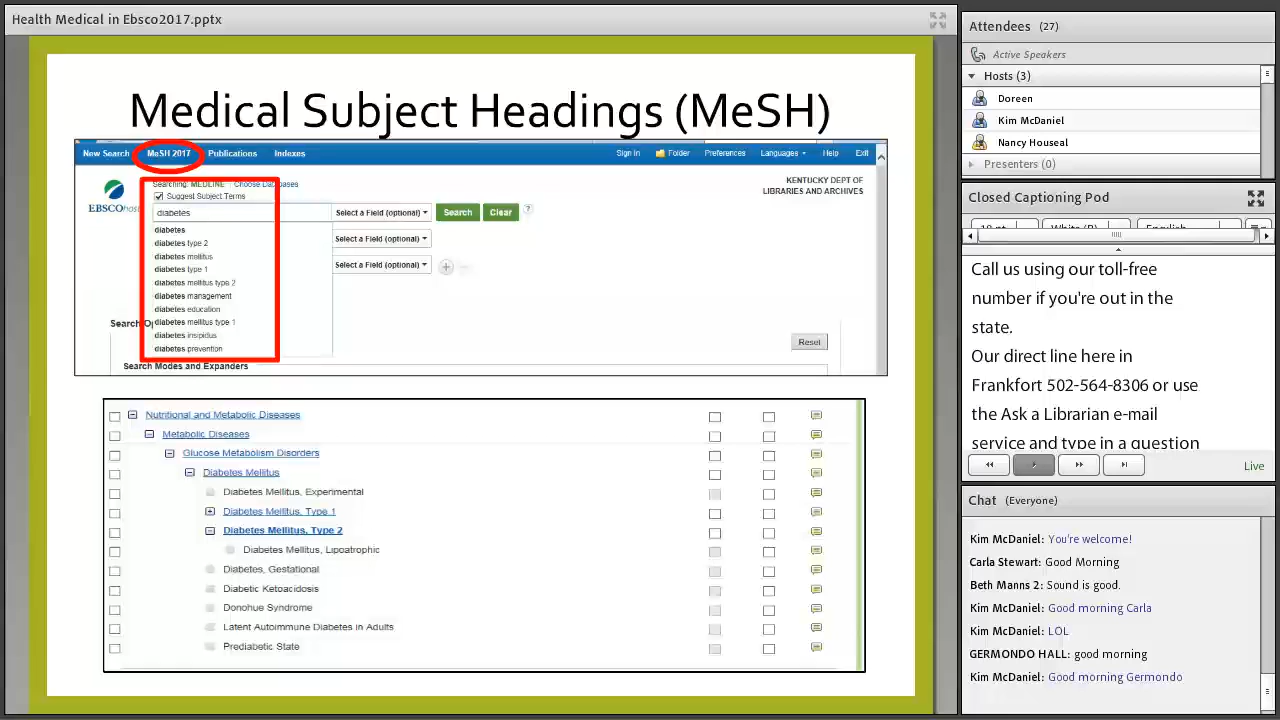 Health Medical in Ebsco2017.pptx
Medical Subject Headings (MeSH)
New Search MeSH 2017 Publications Indexes Sign In Folder Preferences Languages Help Exit
Searching: MEDLINE Choose Databases
Suggest Subject Terms
KENTUCKY DEPT OF
LIBRARIES AND ARCHIVES
EBSCOhost
diabetes Select a Field (optional) Search Clear ?
diabetes
diabetes type 2
Select a Field (optional)
diabetes mellitus
diabetes type 1
Select a Field (optional)
diabetes mellitus type 2
diabetes management
diabetes education
diabetes mellitus type 1
Search Op
diabetes insipidus
diabetes prevention
Reset
Search Modes and Expanders
Nutritional and Metabolic Diseases
Metabolic Diseases
Glucose Metabolism Disorders
Diabetes Mellitus
Diabetes Mellitus, Experimental
Diabetes Mellitus, Type 1
Diabetes Mellitus, Type 2
Diabetes Mellitus, Lipoatrophic
Diabetes, Gestational
Diabetic Ketoacidosis
Donohue Syndrome
Latent Autoimmune Diabetes in Adults
Prediabetic State
Attendees (27)
Active Speakers
Hosts (3)
Doreen
Kim McDaniel
Nancy Houseal
Presenters (0)
Closed Captioning Pod
English
Call us using our toll-free
number if you're out in the
state.
Our direct line here in
Frankfort 502-564-8306 or use
the Ask a Librarian e-mail
service and type in a question
Live
Chat (Everyone)
Kim McDaniel: You're welcome!
Carla Stewart: Good Morning
Beth Manns 2: Sound is good.
Kim McDaniel: Good morning Carla
Kim McDaniel: LOL
GERMONDO HALL: good morning
Kim McDaniel: Good morning Germondo